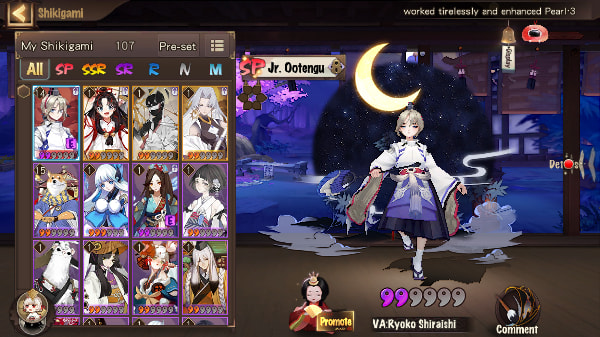 Shikigami
worked tirelessly and enhanced Pearl·3
My Shikigami 107 Pre-set
All SP SSR SR R N M
SP Jr. Ootengu
Display
Promote
VA:Ryoko Shiraishi
Comment